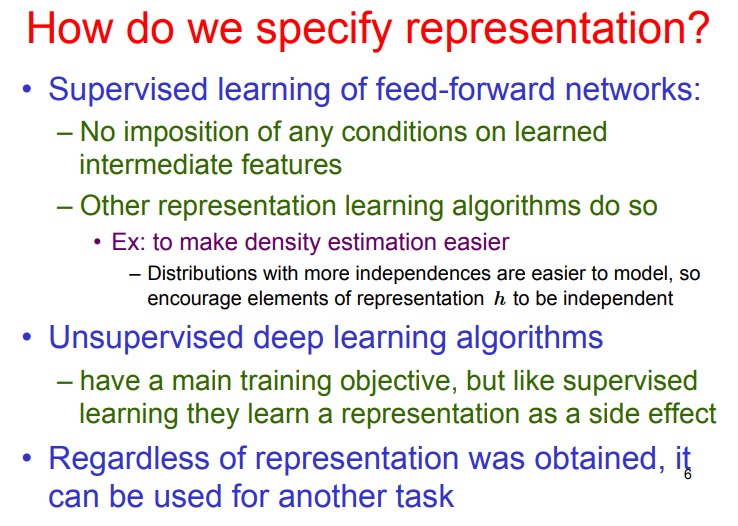 How do we specify representation?
• Supervised learning of feed-forward networks:
– No imposition of any conditions on learned
intermediate features
– Other representation learning algorithms do so
• Ex: to make density estimation easier
– Distributions with more independences are easier to model, so
encourage elements of representation h to be independent
• Unsupervised deep learning algorithms
– have a main training objective, but like supervised
learning they learn a representation as a side effect
• Regardless of representation was obtained, it
can be used for another task
6